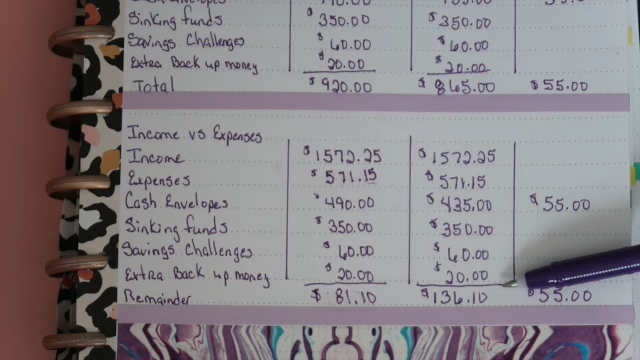 Sinking funds $350.00 $350.00
Savings Challenges $60.00 $60.00
Extra Back up money $20.00 $20.00
Total $920.00 $865.00 $55.00
Income vs Expenses
Income $1572.25 $1572.25
Expenses $571.15 $571.15
Cash Envelopes $490.00 $435.00 $55.00
Sinking funds $350.00 $350.00
Savings Challenges $60.00 $60.00
Extra Back up money $20.00 $20.00
Remainder $81.10 $136.10 $55.00